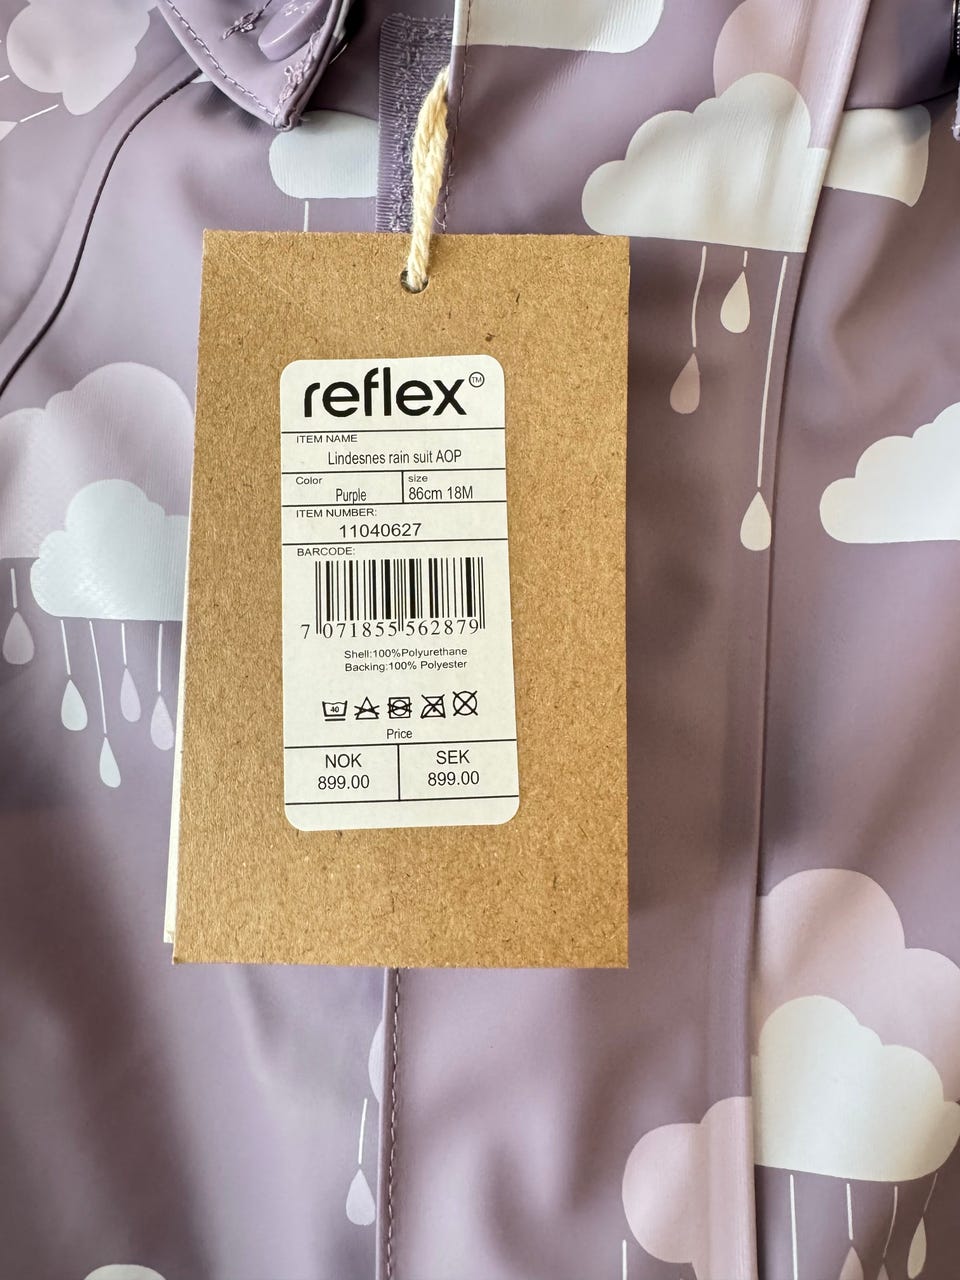 reflex™
ITEM NAME
Lindesnes rain suit AOP
Color
Purple
size
86cm 18M
ITEM NUMBER:
11040627
BARCODE:
7 071855 562879
Shell:100%Polyurethane
Backing:100% Polyester
40
Price
NOK
899.00
SEK
899.00